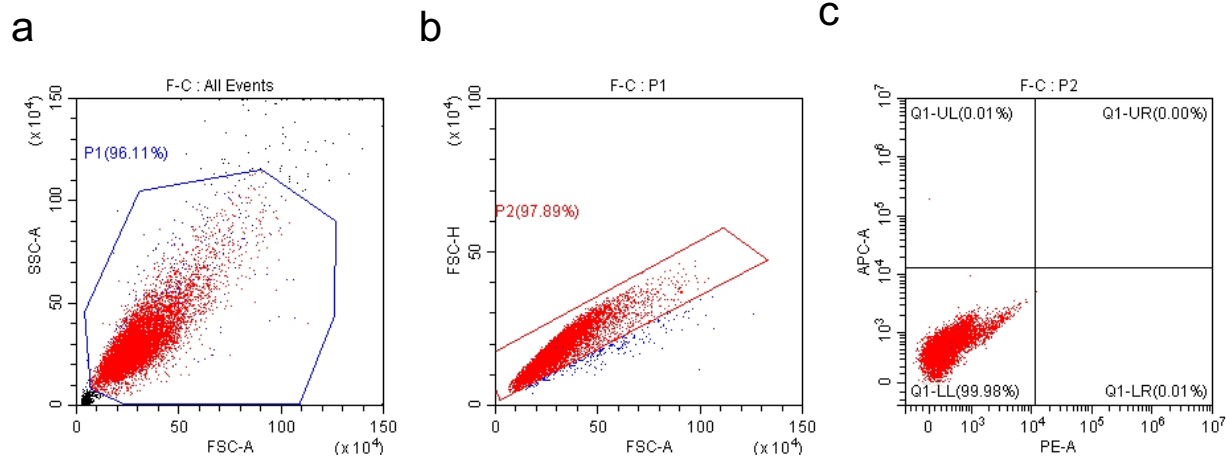 a
F-C : All Events
150
100
50
0
SSC-A
(x10⁴)
P1(96.11%)
0
50
100
150
FSC-A
(x10⁴)
b
F-C : P1
100
50
0
FSC-H
(x10⁴)
P2(97.89%)
0
50
100
150
FSC-A
(x10⁴)
c
F-C : P2
10⁷
10⁶
10⁵
10⁴
10³
0
APC-A
Q1-UL(0.01%)
Q1-UR(0.00%)
Q1-LL(99.98%)
Q1-LR(0.01%)
0
10³
10⁴
10⁵
10⁶
10⁷
PE-A